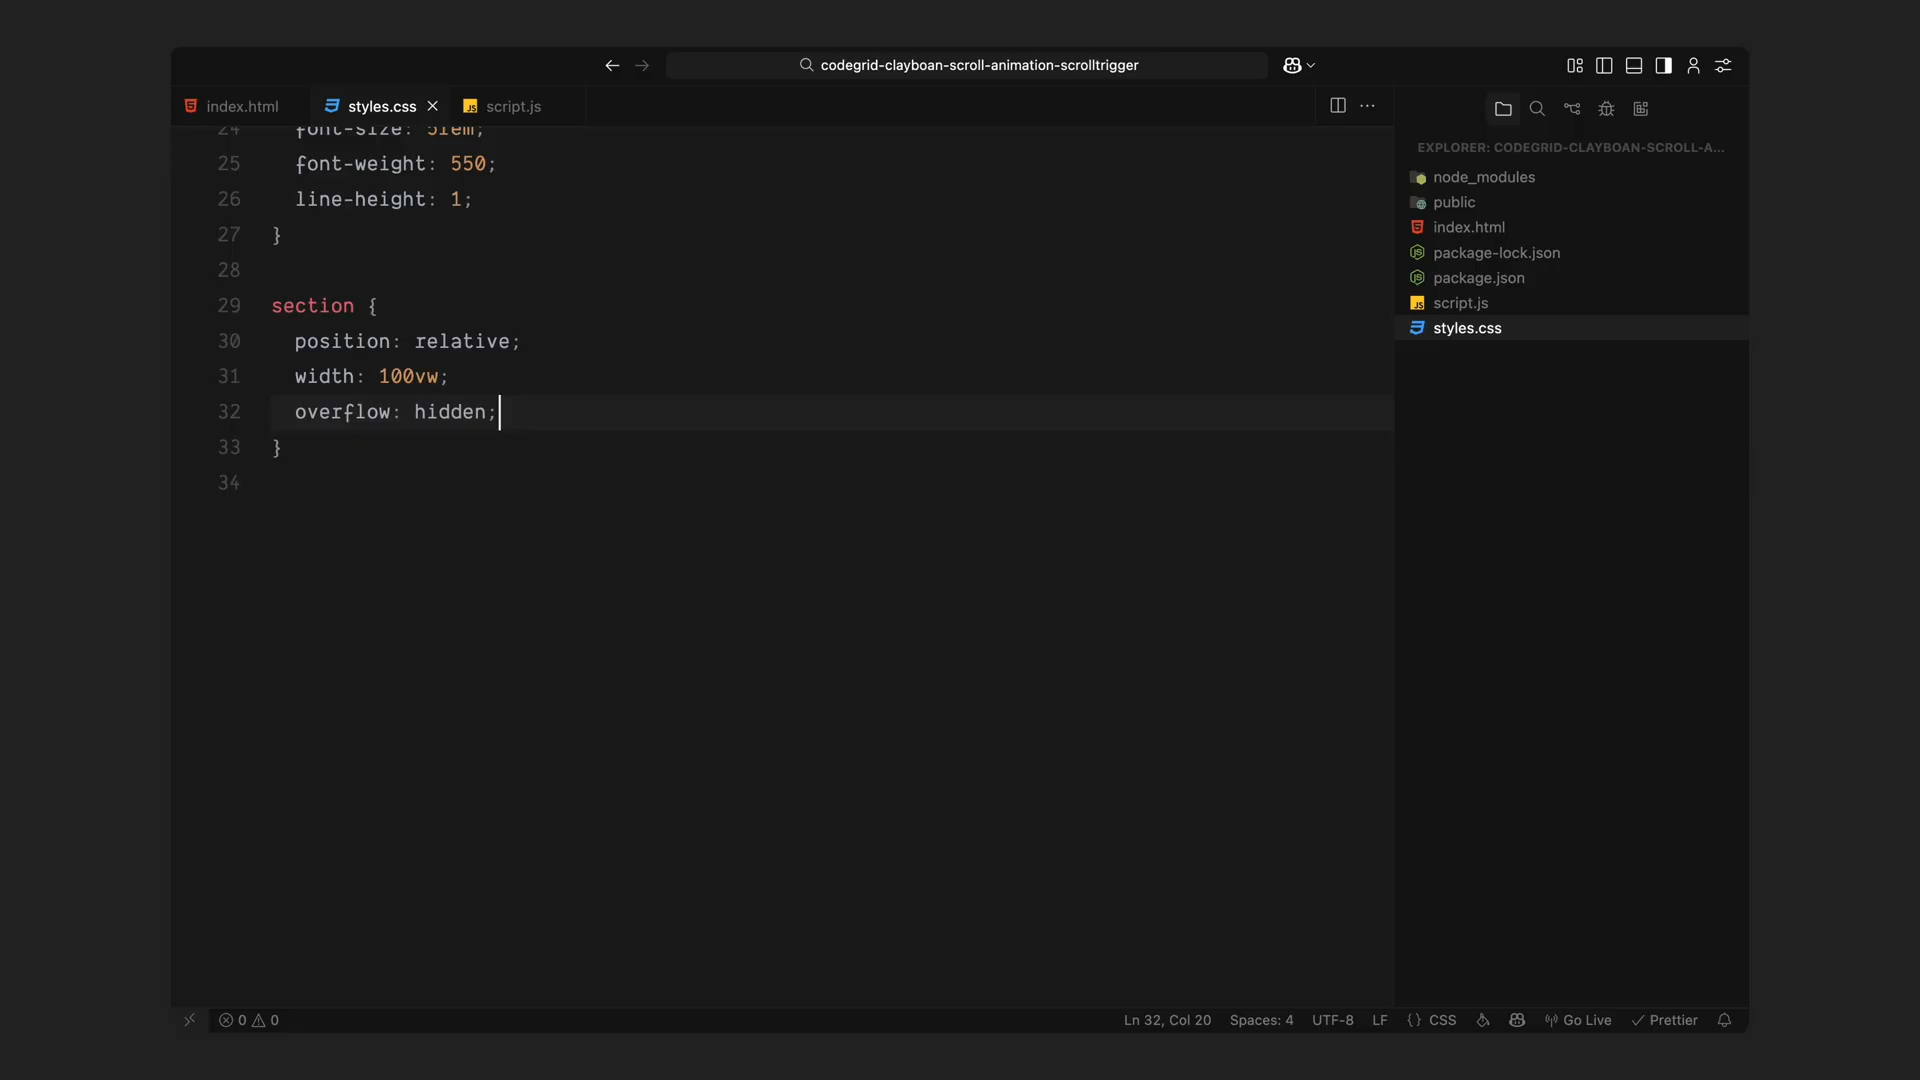 codegrid-clayboan-scroll-animation-scrolltrigger
index.html
styles.css
script.js
EXPLORER: CODEGRID-CLAYBOAN-SCROLL-A...
node_modules
public
index.html
package-lock.json
package.json
script.js
styles.css
24 font-size:
25 font-weight: 550;
26 line-height: 1;
27 }
28
29 section {
30 position: relative;
31 width: 100vw;
32 overflow: hidden;
33 }
34
0 0
Ln 32, Col 20
Spaces: 4
UTF-8
LF
{ } CSS
Go Live
Prettier